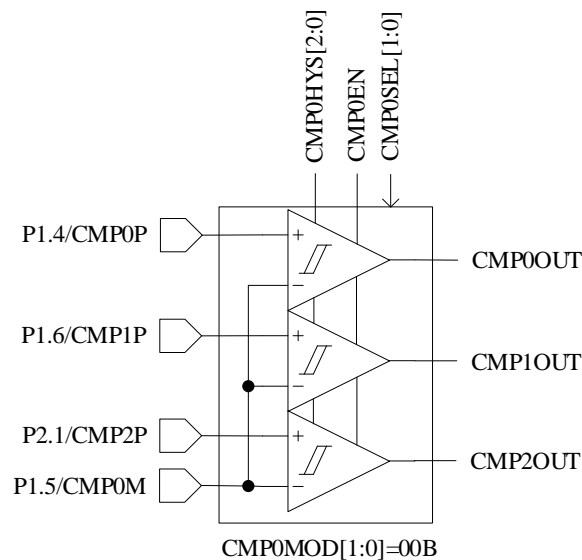 CMP0HYS[2:0]
CMP0EN
CMP0SEL[1:0]
P1.4/CMP0P
+
−
CMP0OUT
P1.6/CMP1P
+
−
CMP1OUT
P2.1/CMP2P
+
P1.5/CMP0M
−
CMP2OUT
CMP0MOD[1:0]=00B